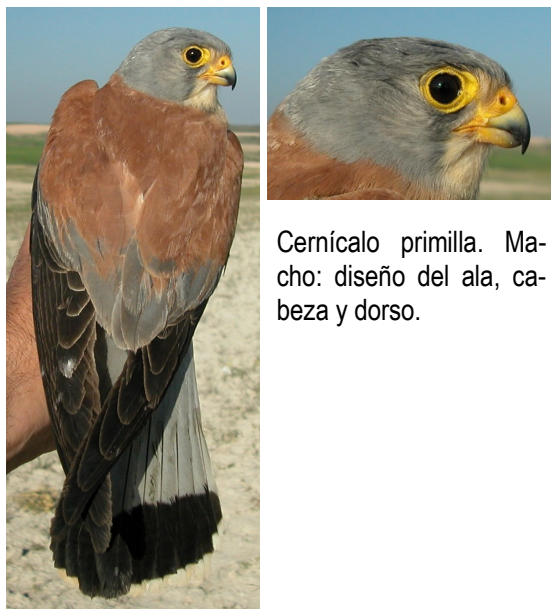 Cernícalo primilla. Ma-
cho: diseño del ala, ca-
beza y dorso.